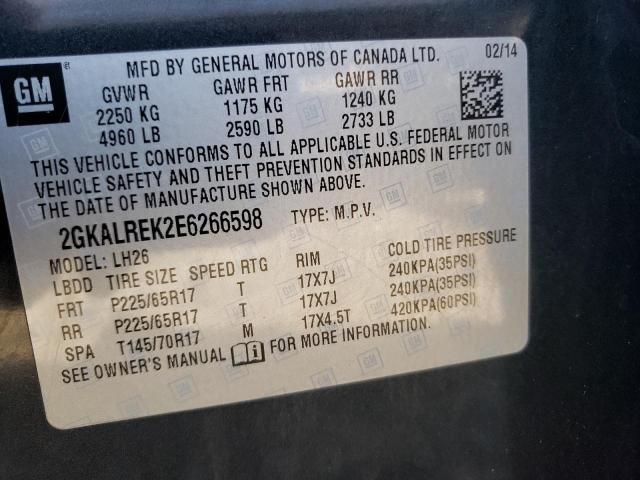 GM
MFD BY GENERAL MOTORS OF CANADA LTD. 02/14
GVWR GAWR FRT GAWR RR
2250 KG 1175 KG 1240 KG
4960 LB 2590 LB 2733 LB
THIS VEHICLE CONFORMS TO ALL APPLICABLE U.S. FEDERAL MOTOR
VEHICLE SAFETY AND THEFT PREVENTION STANDARDS IN EFFECT ON
THE DATE OF MANUFACTURE SHOWN ABOVE.
2GKALREK2E6266598 TYPE: M.P.V.
MODEL: LH26
LBDD TIRE SIZE SPEED RTG RIM COLD TIRE PRESSURE
FRT P225/65R17 T 17X7J 240KPA(35PSI)
RR P225/65R17 T 17X7J 240KPA(35PSI)
SPA T145/70R17 M 17X4.5T 420KPA(60PSI)
SEE OWNER'S MANUAL FOR MORE INFORMATION.